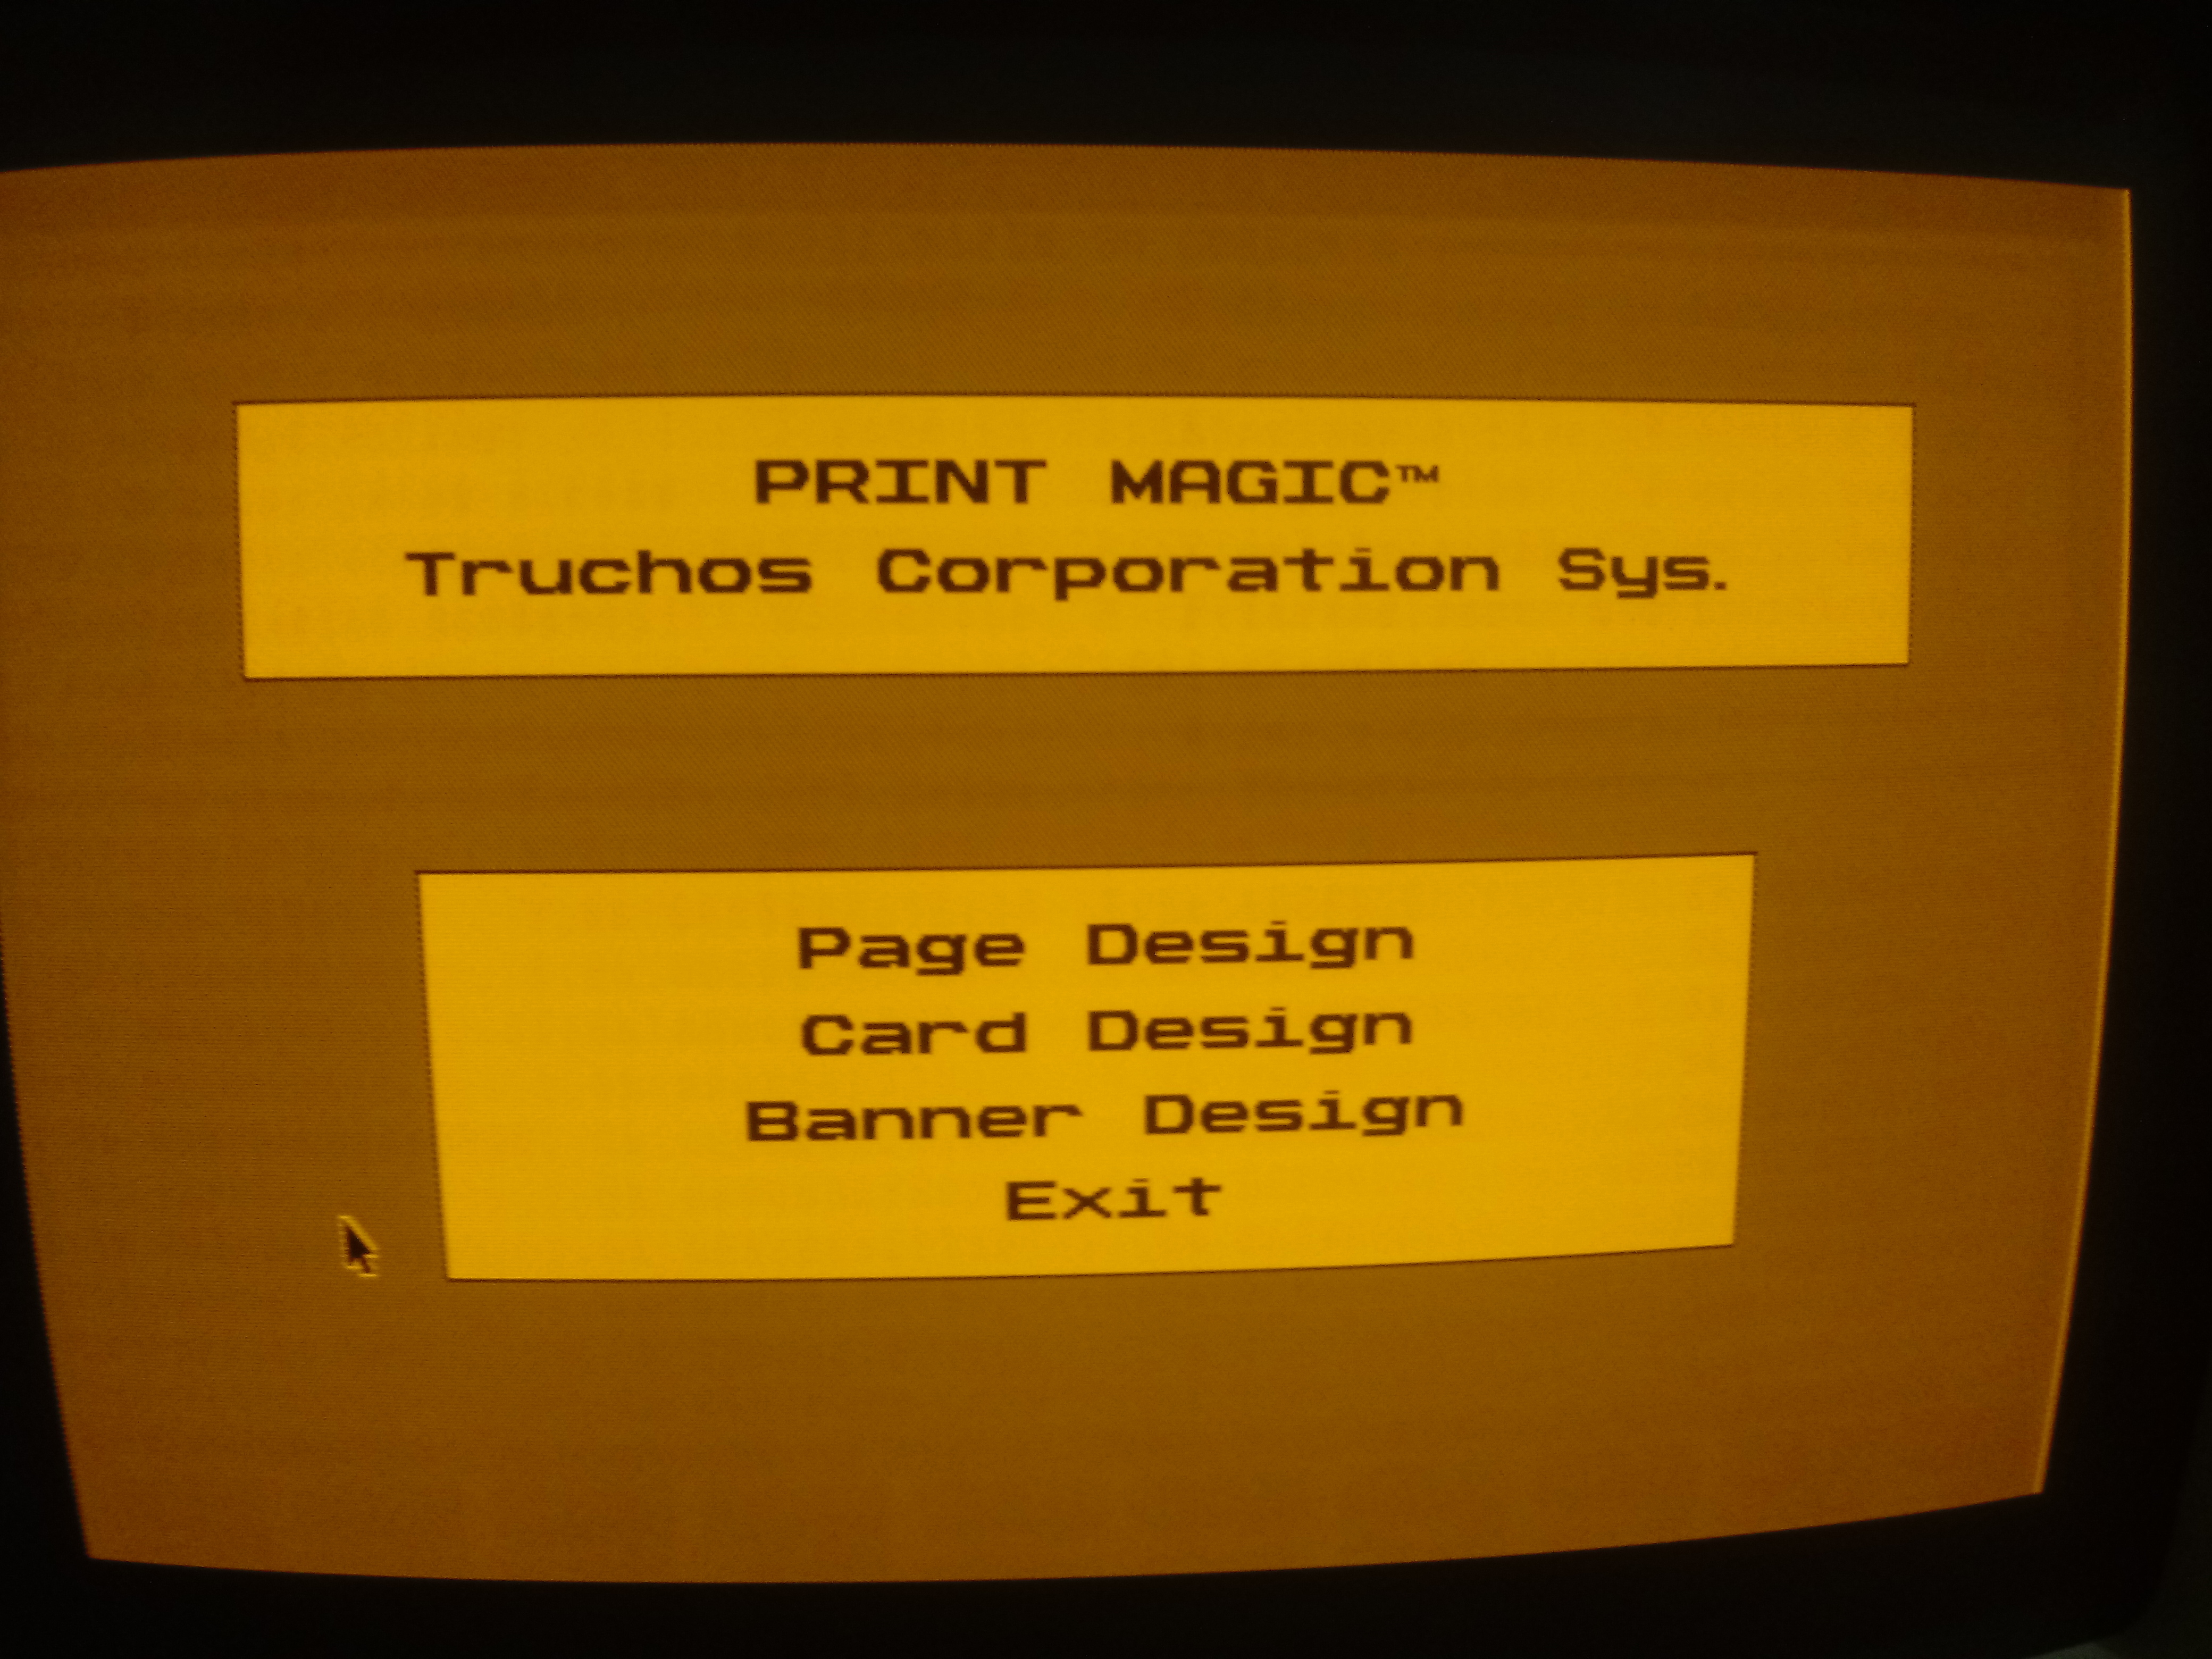 PRINT MAGIC™
Truchos Corporation Sys.
Page Design
Card Design
Banner Design
Exit